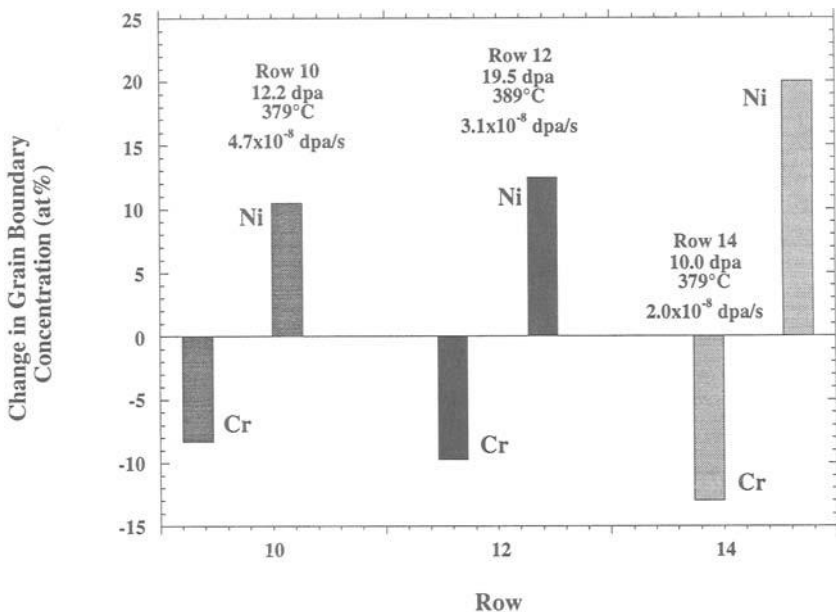 Change in Grain Boundary
Concentration (at%)
25
20
15
10
5
0
-5
-10
-15
Row 10
12.2 dpa
379°C
4.7x10⁻⁸ dpa/s
Ni
Cr
Row 12
19.5 dpa
389°C
3.1x10⁻⁸ dpa/s
Ni
Cr
Row 14
10.0 dpa
379°C
2.0x10⁻⁸ dpa/s
Ni
Cr
10
12
14
Row